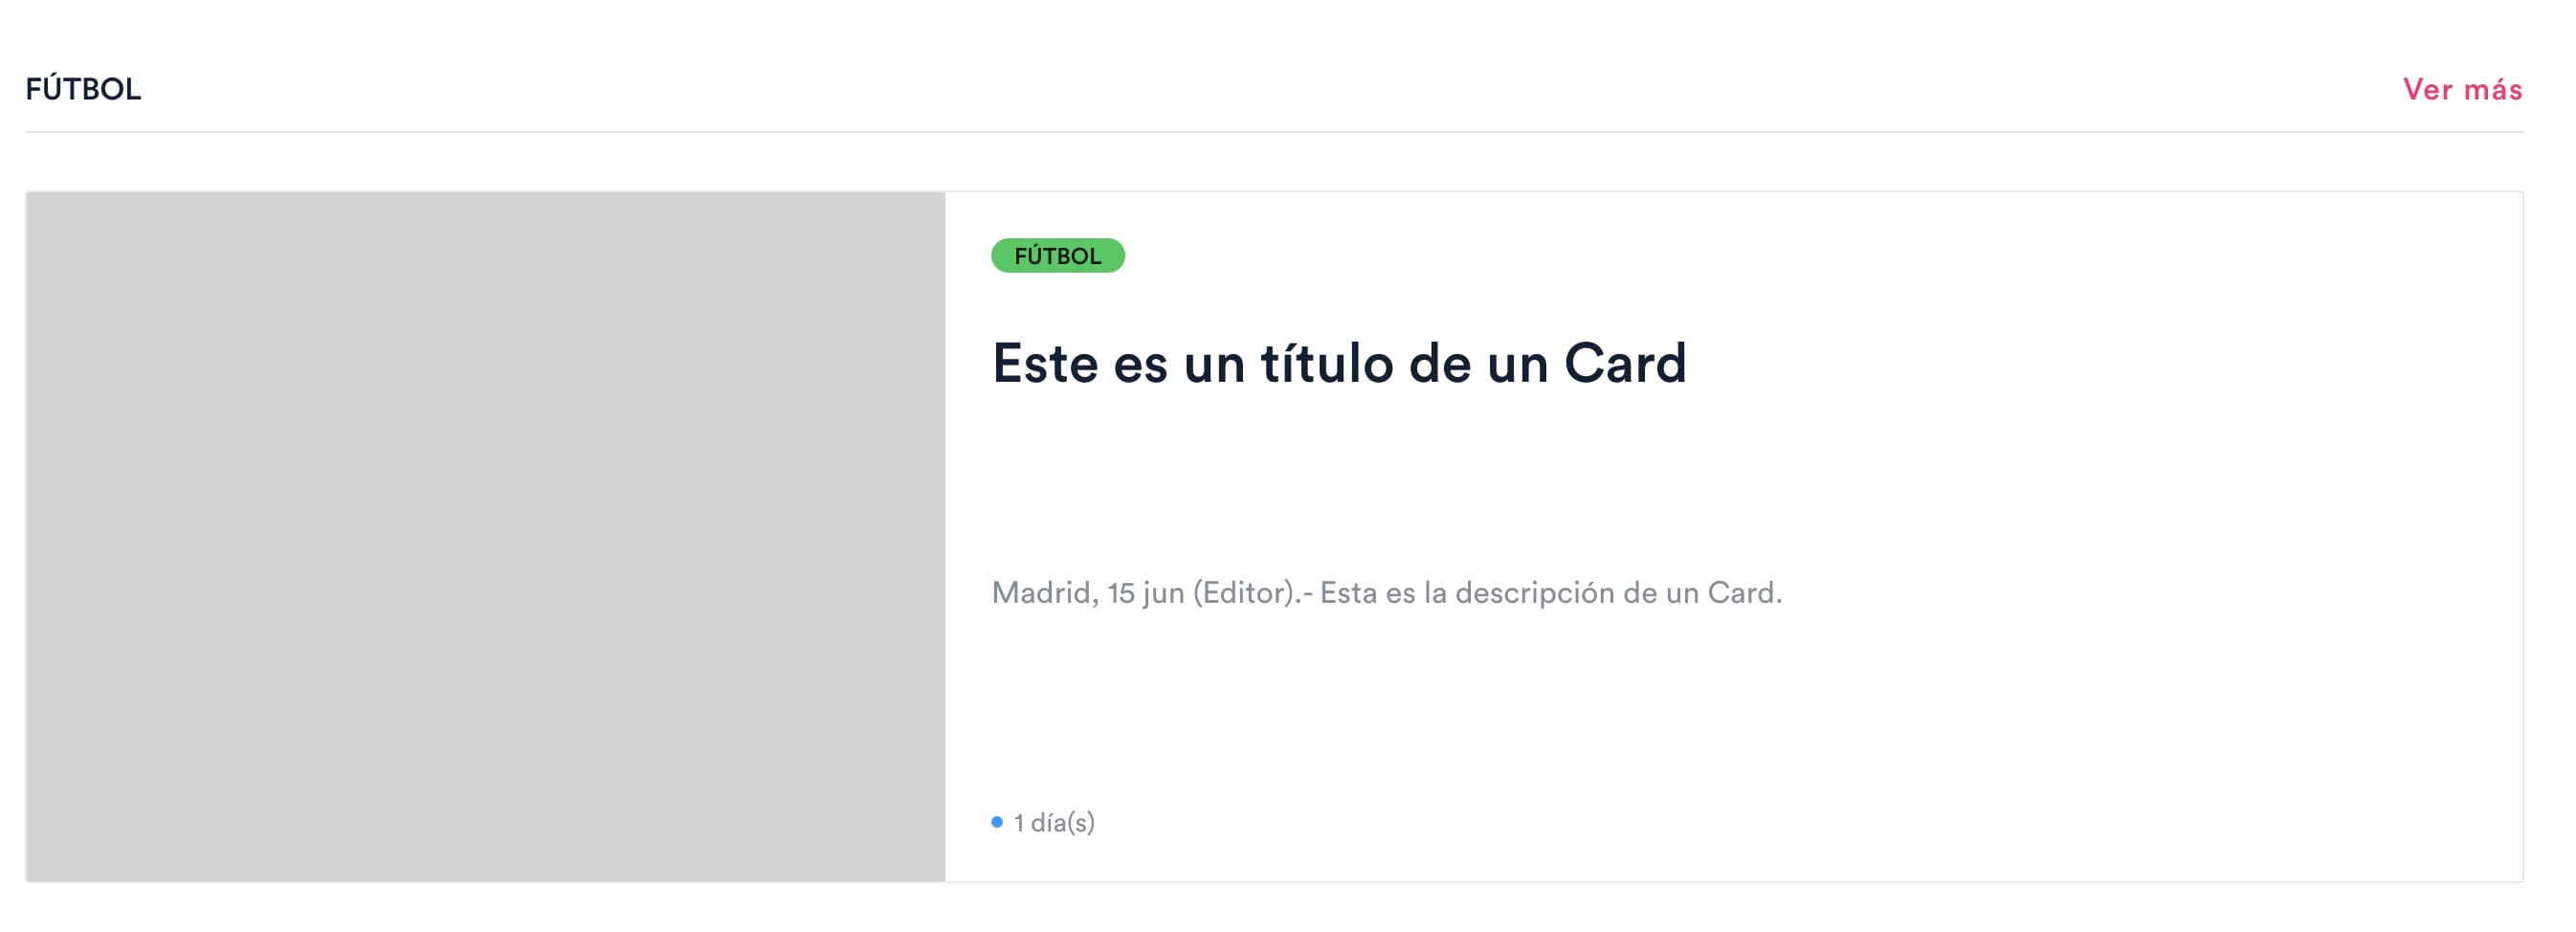 FÚTBOL
Ver más
FÚTBOL
Este es un título de un Card
Madrid, 15 jun (Editor).- Esta es la descripción de un Card.
1 día(s)